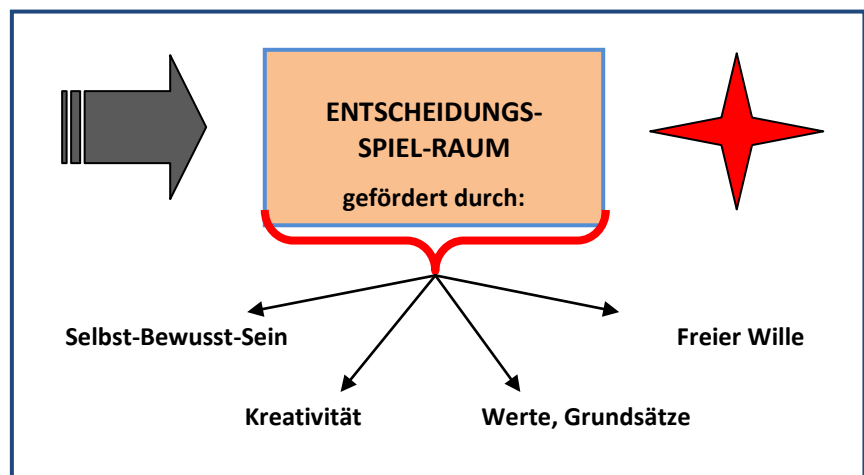 ENTSCHEIDUNGS-
SPIEL-RAUM
gefördert durch:
Selbst-Bewusst-Sein
Freier Wille
Kreativität
Werte, Grundsätze